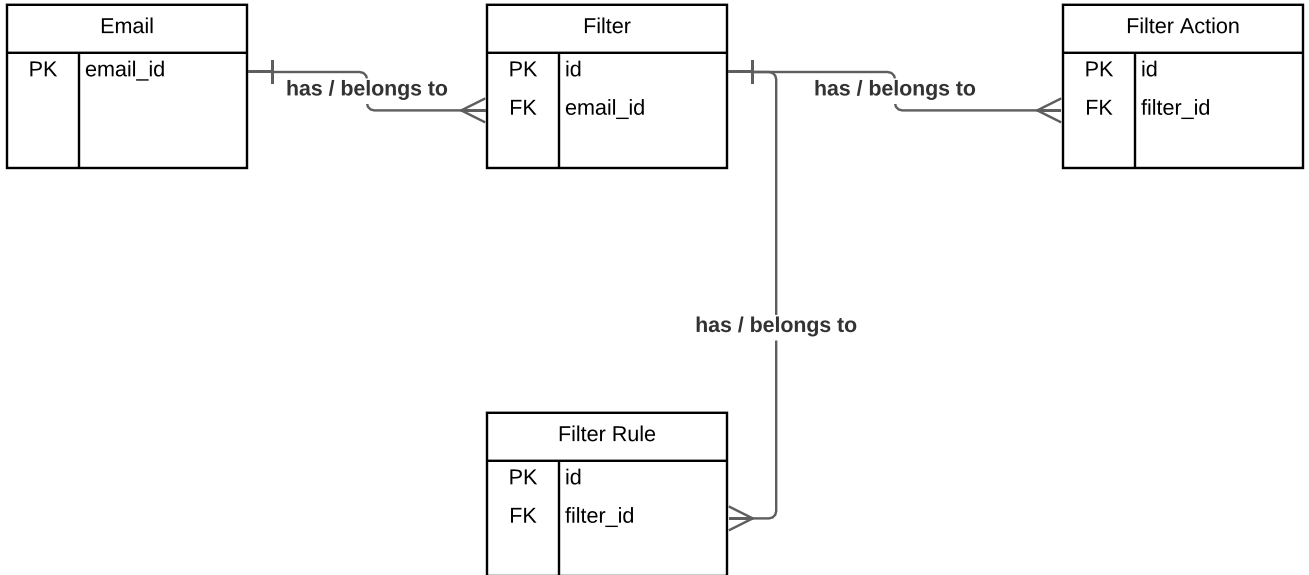 Email
PK email_id
has / belongs to
Filter
PK id
FK email_id
has / belongs to
Filter Action
PK id
FK filter_id
has / belongs to
Filter Rule
PK id
FK filter_id